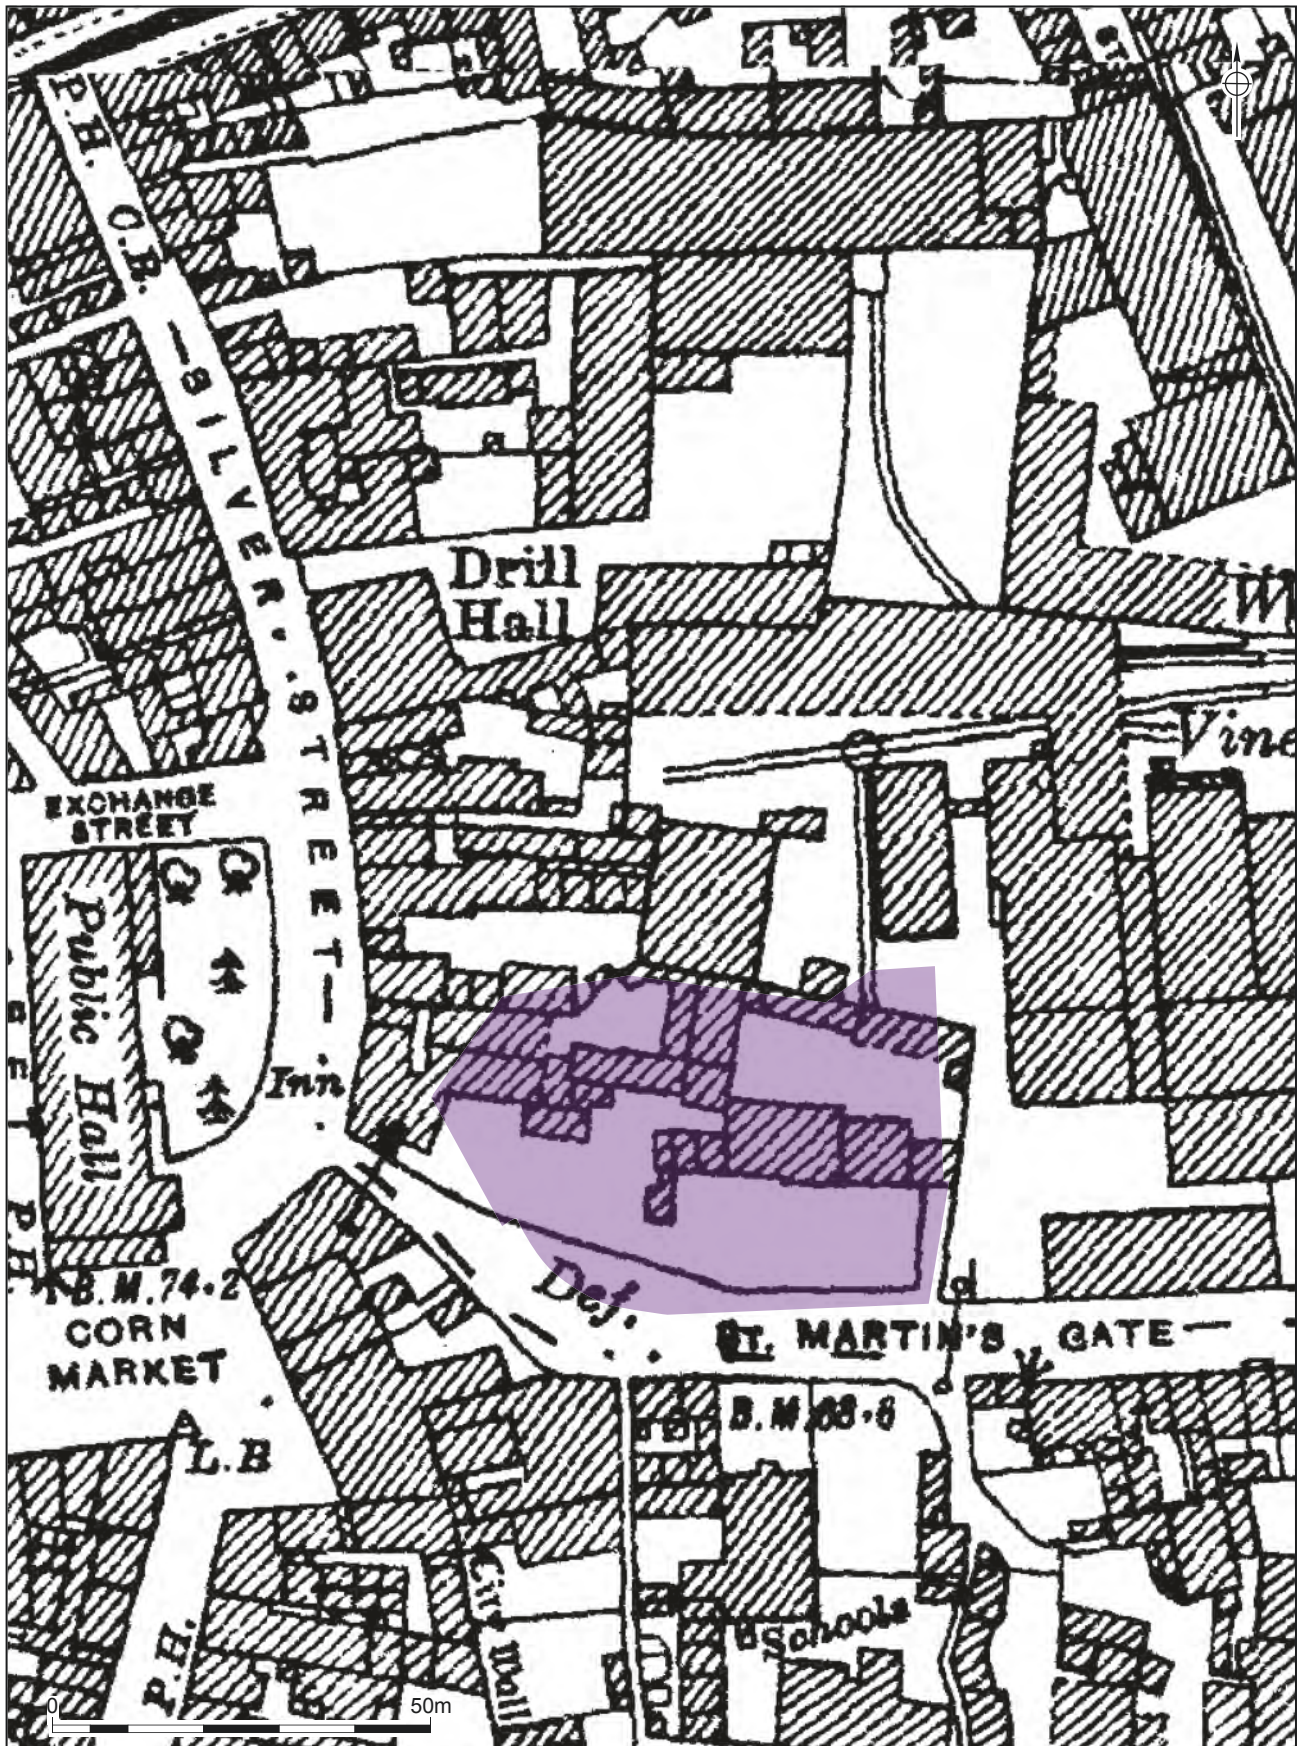 P.H.
C.B.
SILVER STREET
Drill
Hall
Vine
EXCHANGE
STREET
Public Hall
Inn
P.H.
B.M.74.2
CORN
MARKET
Def.
ST. MARTIN'S GATE
B.M.63.6
L.B
P.H.
City Wall
Schools
0
50m